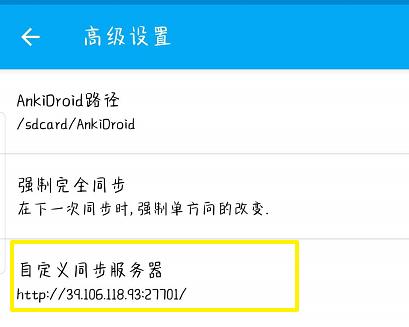 高级设置
AnkiDroid路径
/sdcard/AnkiDroid
强制完全同步
在下一次同步时,强制单方向的改变.
自定义同步服务器
http://39.106.118.93:27701/